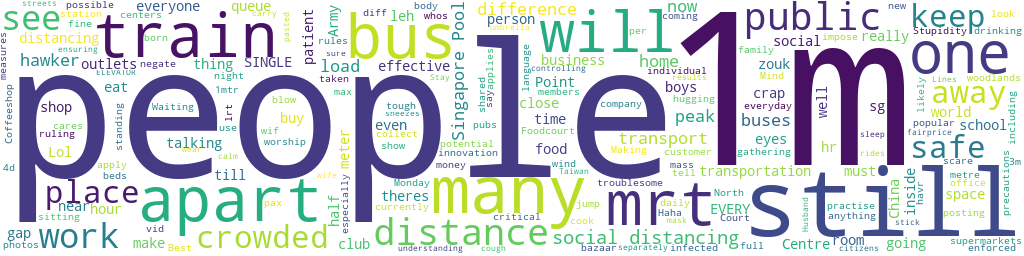 people
1m
still
train
bus
will
public
one
see
many
mrt
apart
distance
place
work
crowded
keep
away
safe
social distancing
Singapore Pool
difference
transport
transportation
everyone
queue
station
streets
possible
centers
carry
fine
distancing
measures
hawker
outlets
born
negate
thing
SINGLE
night
1mtr
eat
ELEVATOR
Coffeeshop
shop
standing
Waiting
lrt
use
blow
buy
wif
worship
ruling
cares
Lol
talking
till
meter
4d
apply
beds
near
hour
sitting
gap
photos
vid
make
Best
wear
calm
pax
wife
half
especially
club
patient
Army
leh
diff
whos
pasted
rules
sure
effective
load
taken
max
even
tough
sneezes
collect
show
Monday
theres
currently
understanding
cough
critical
body
person
umbrella
now
coming
per
family
home
business
applies
ensuring
controlling
Stay
Point
members
shared
say
language
close
time
pubs
potential
innovation
money
Foodcourt
food
wind
Taiwan
company
boys
hugging
individual
results
Making
customer
mass
tell
peak
troublesome
jump
cook
Haha
daily
mask
North
EVERY
Court
bazaar
separately
infected
citizens
full
Centre
room
Husband
practise
anything
must
hr
eyes
gathering
buses
crap
everyday
zouk
Mind
social
impose
really
new
Stupidity
drinking
look
Lines
woodlands
sg
well
likely
world
popular
school
fairprice
sleep
rides
including
precautions
scare
3m
metre
office
space
inside
China
havr
stick
posting
going
supermarkets
enforced